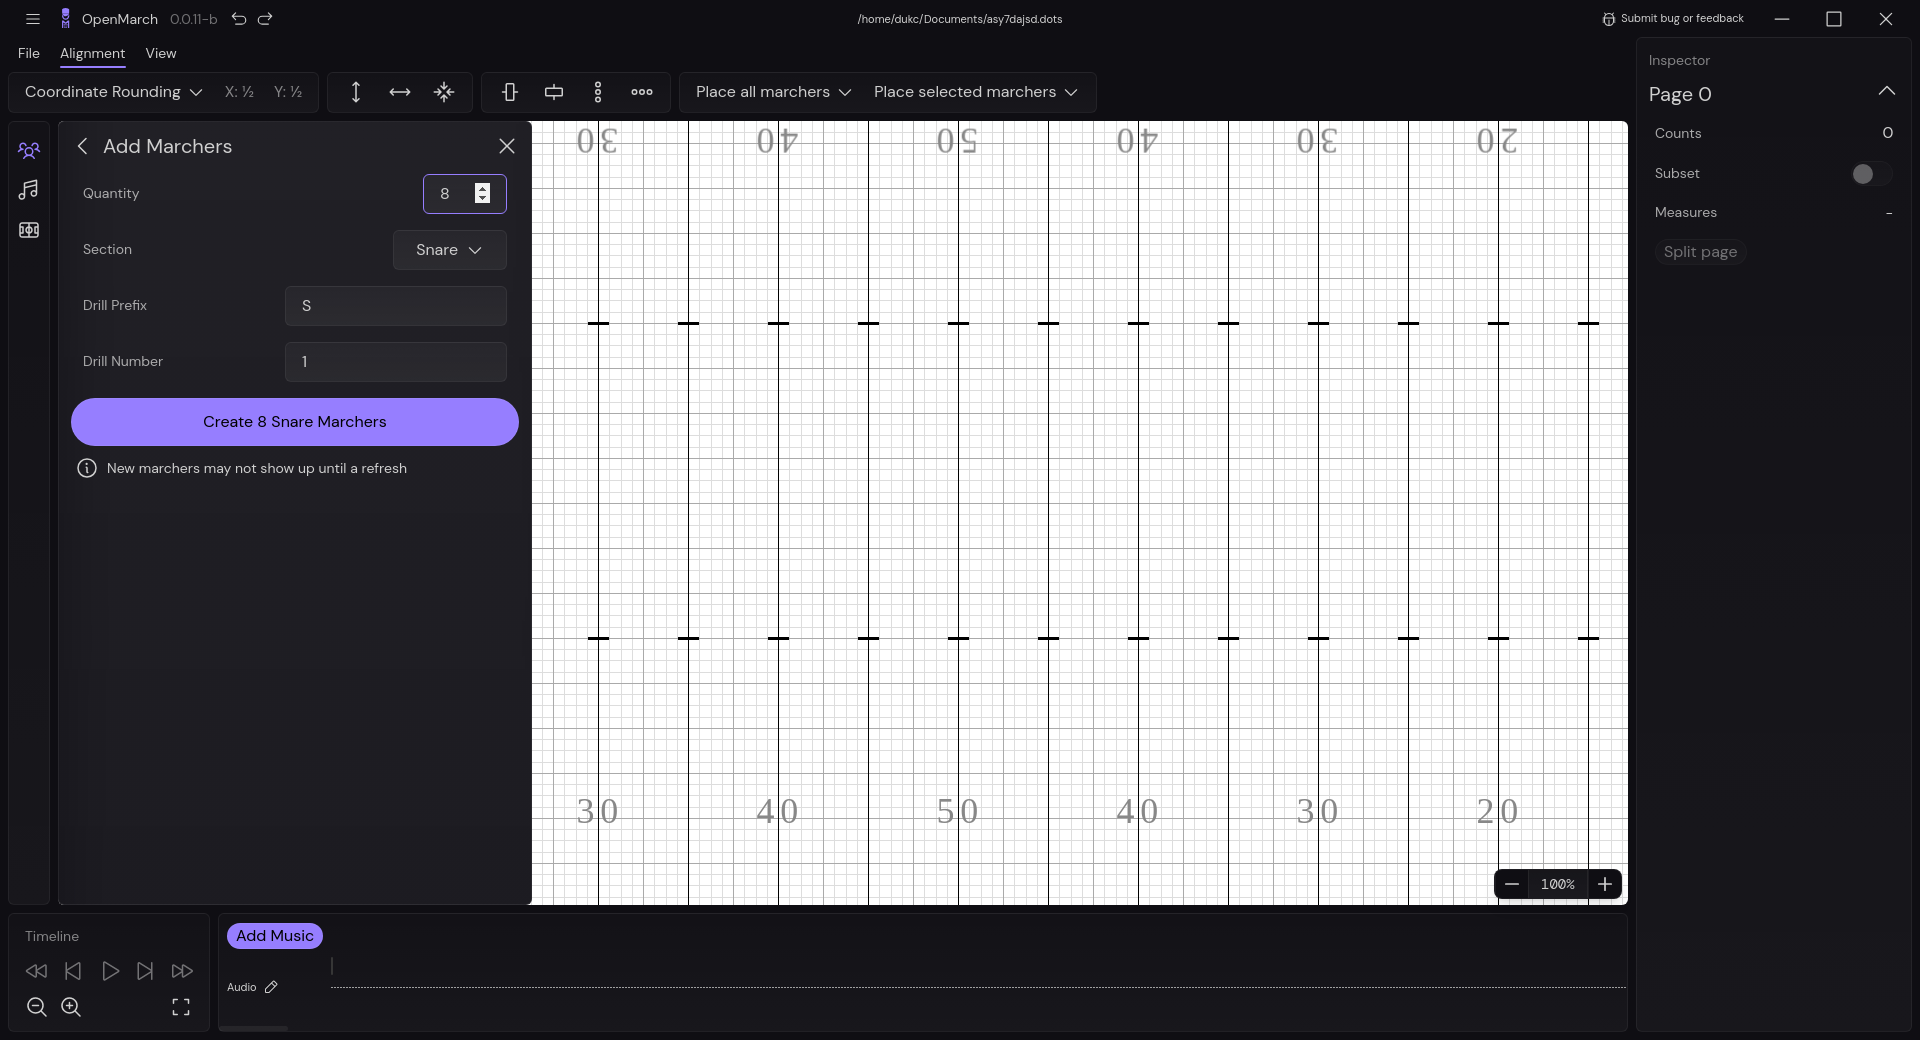 OpenMarch 0.0.11-b
/home/dukc/Documents/asy7dajsd.dots
Submit bug or feedback
File Alignment View
Coordinate Rounding X: ½ Y: ½
Place all marchers Place selected marchers
Add Marchers
Quantity 8
Section Snare
Drill Prefix S
Drill Number 1
Create 8 Snare Marchers
New marchers may not show up until a refresh
30 40 50 40 30 20
30 40 50 40 30 20
100%
Inspector
Page 0
Counts 0
Subset
Measures -
Split page
Timeline
Add Music
Audio